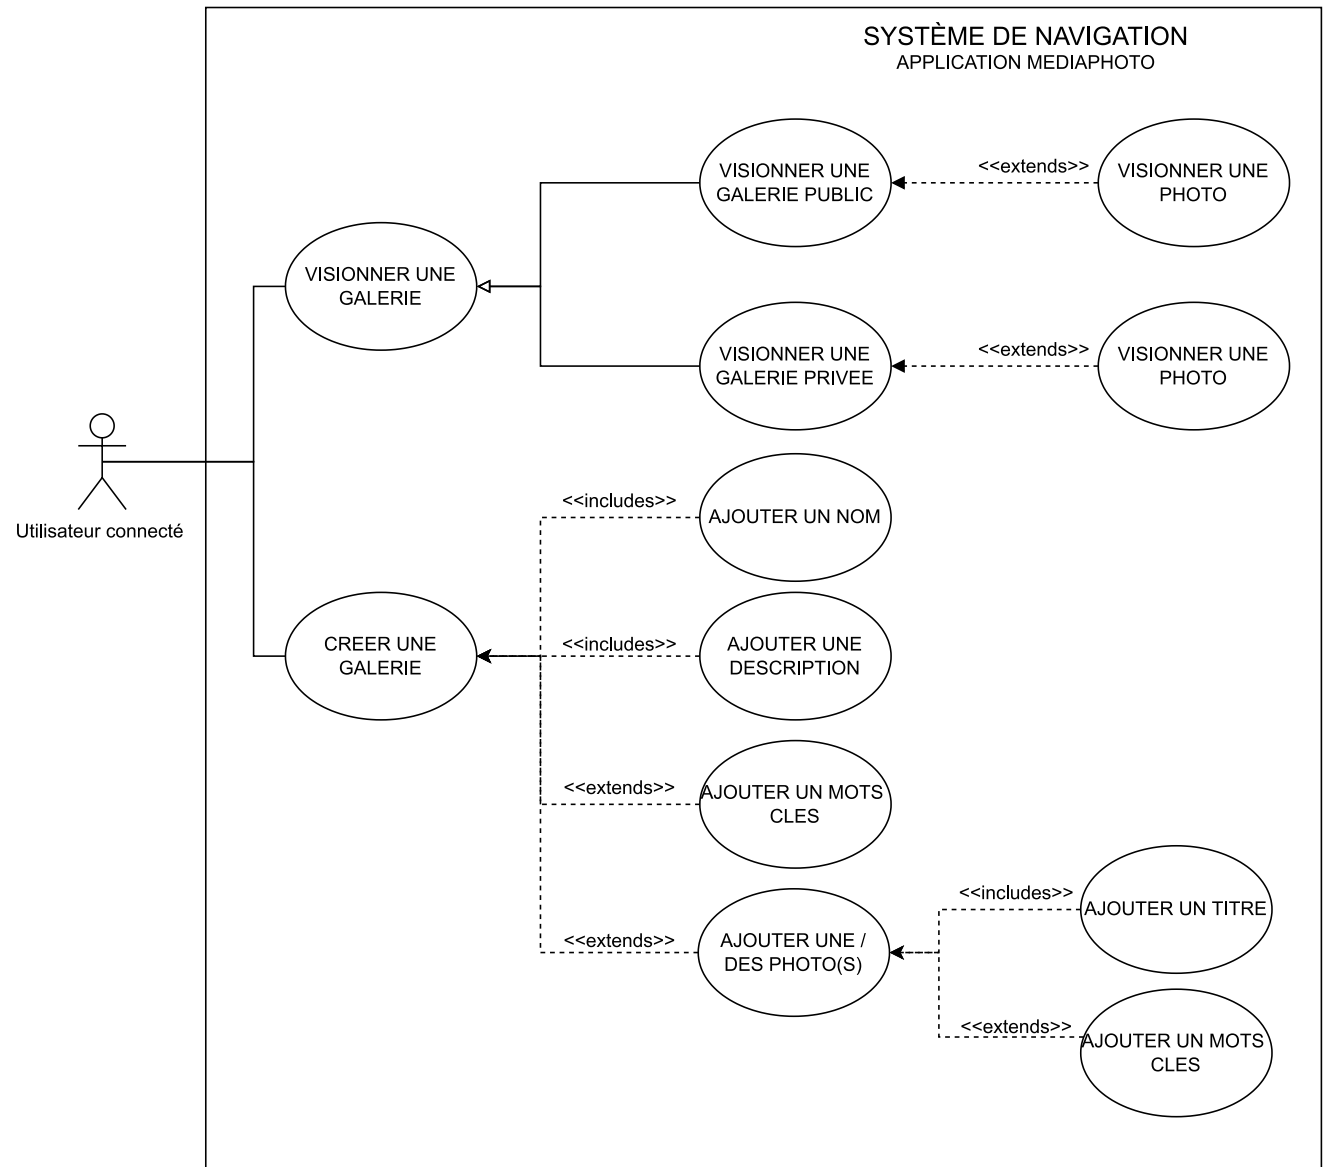 SYSTÈME DE NAVIGATION
APPLICATION MEDIAPHOTO
VISIONNER UNE
GALERIE PUBLIC
<<extends>>
VISIONNER UNE
PHOTO
VISIONNER UNE
GALERIE
VISIONNER UNE
GALERIE PRIVEE
<<extends>>
VISIONNER UNE
PHOTO
Utilisateur connecté
<<includes>>
AJOUTER UN NOM
CREER UNE
GALERIE
<<includes>>
AJOUTER UNE
DESCRIPTION
<<extends>>
AJOUTER UN MOTS
CLES
<<extends>>
AJOUTER UNE /
DES PHOTO(S)
<<includes>>
AJOUTER UN TITRE
<<extends>>
AJOUTER UN MOTS
CLES